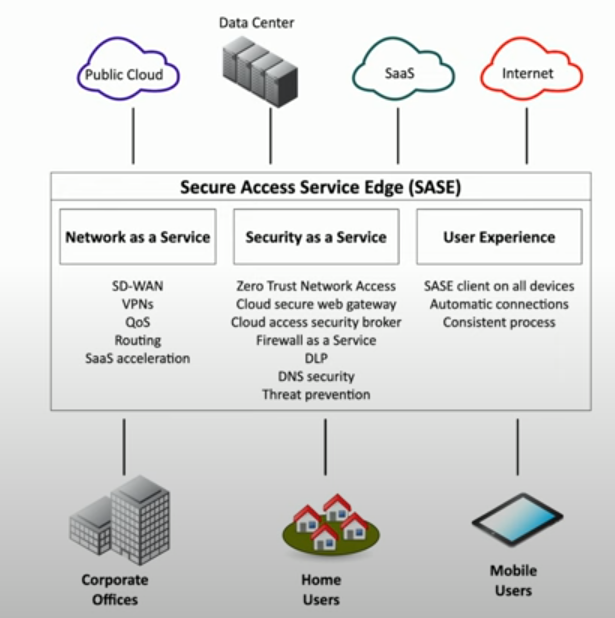 Data Center
Public Cloud
SaaS
Internet
Secure Access Service Edge (SASE)
Network as a Service
Security as a Service
User Experience
SD-WAN
VPNs
QoS
Routing
SaaS acceleration
Zero Trust Network Access
Cloud secure web gateway
Cloud access security broker
Firewall as a Service
DLP
DNS security
Threat prevention
SASE client on all devices
Automatic connections
Consistent process
Corporate
Offices
Home
Users
Mobile
Users